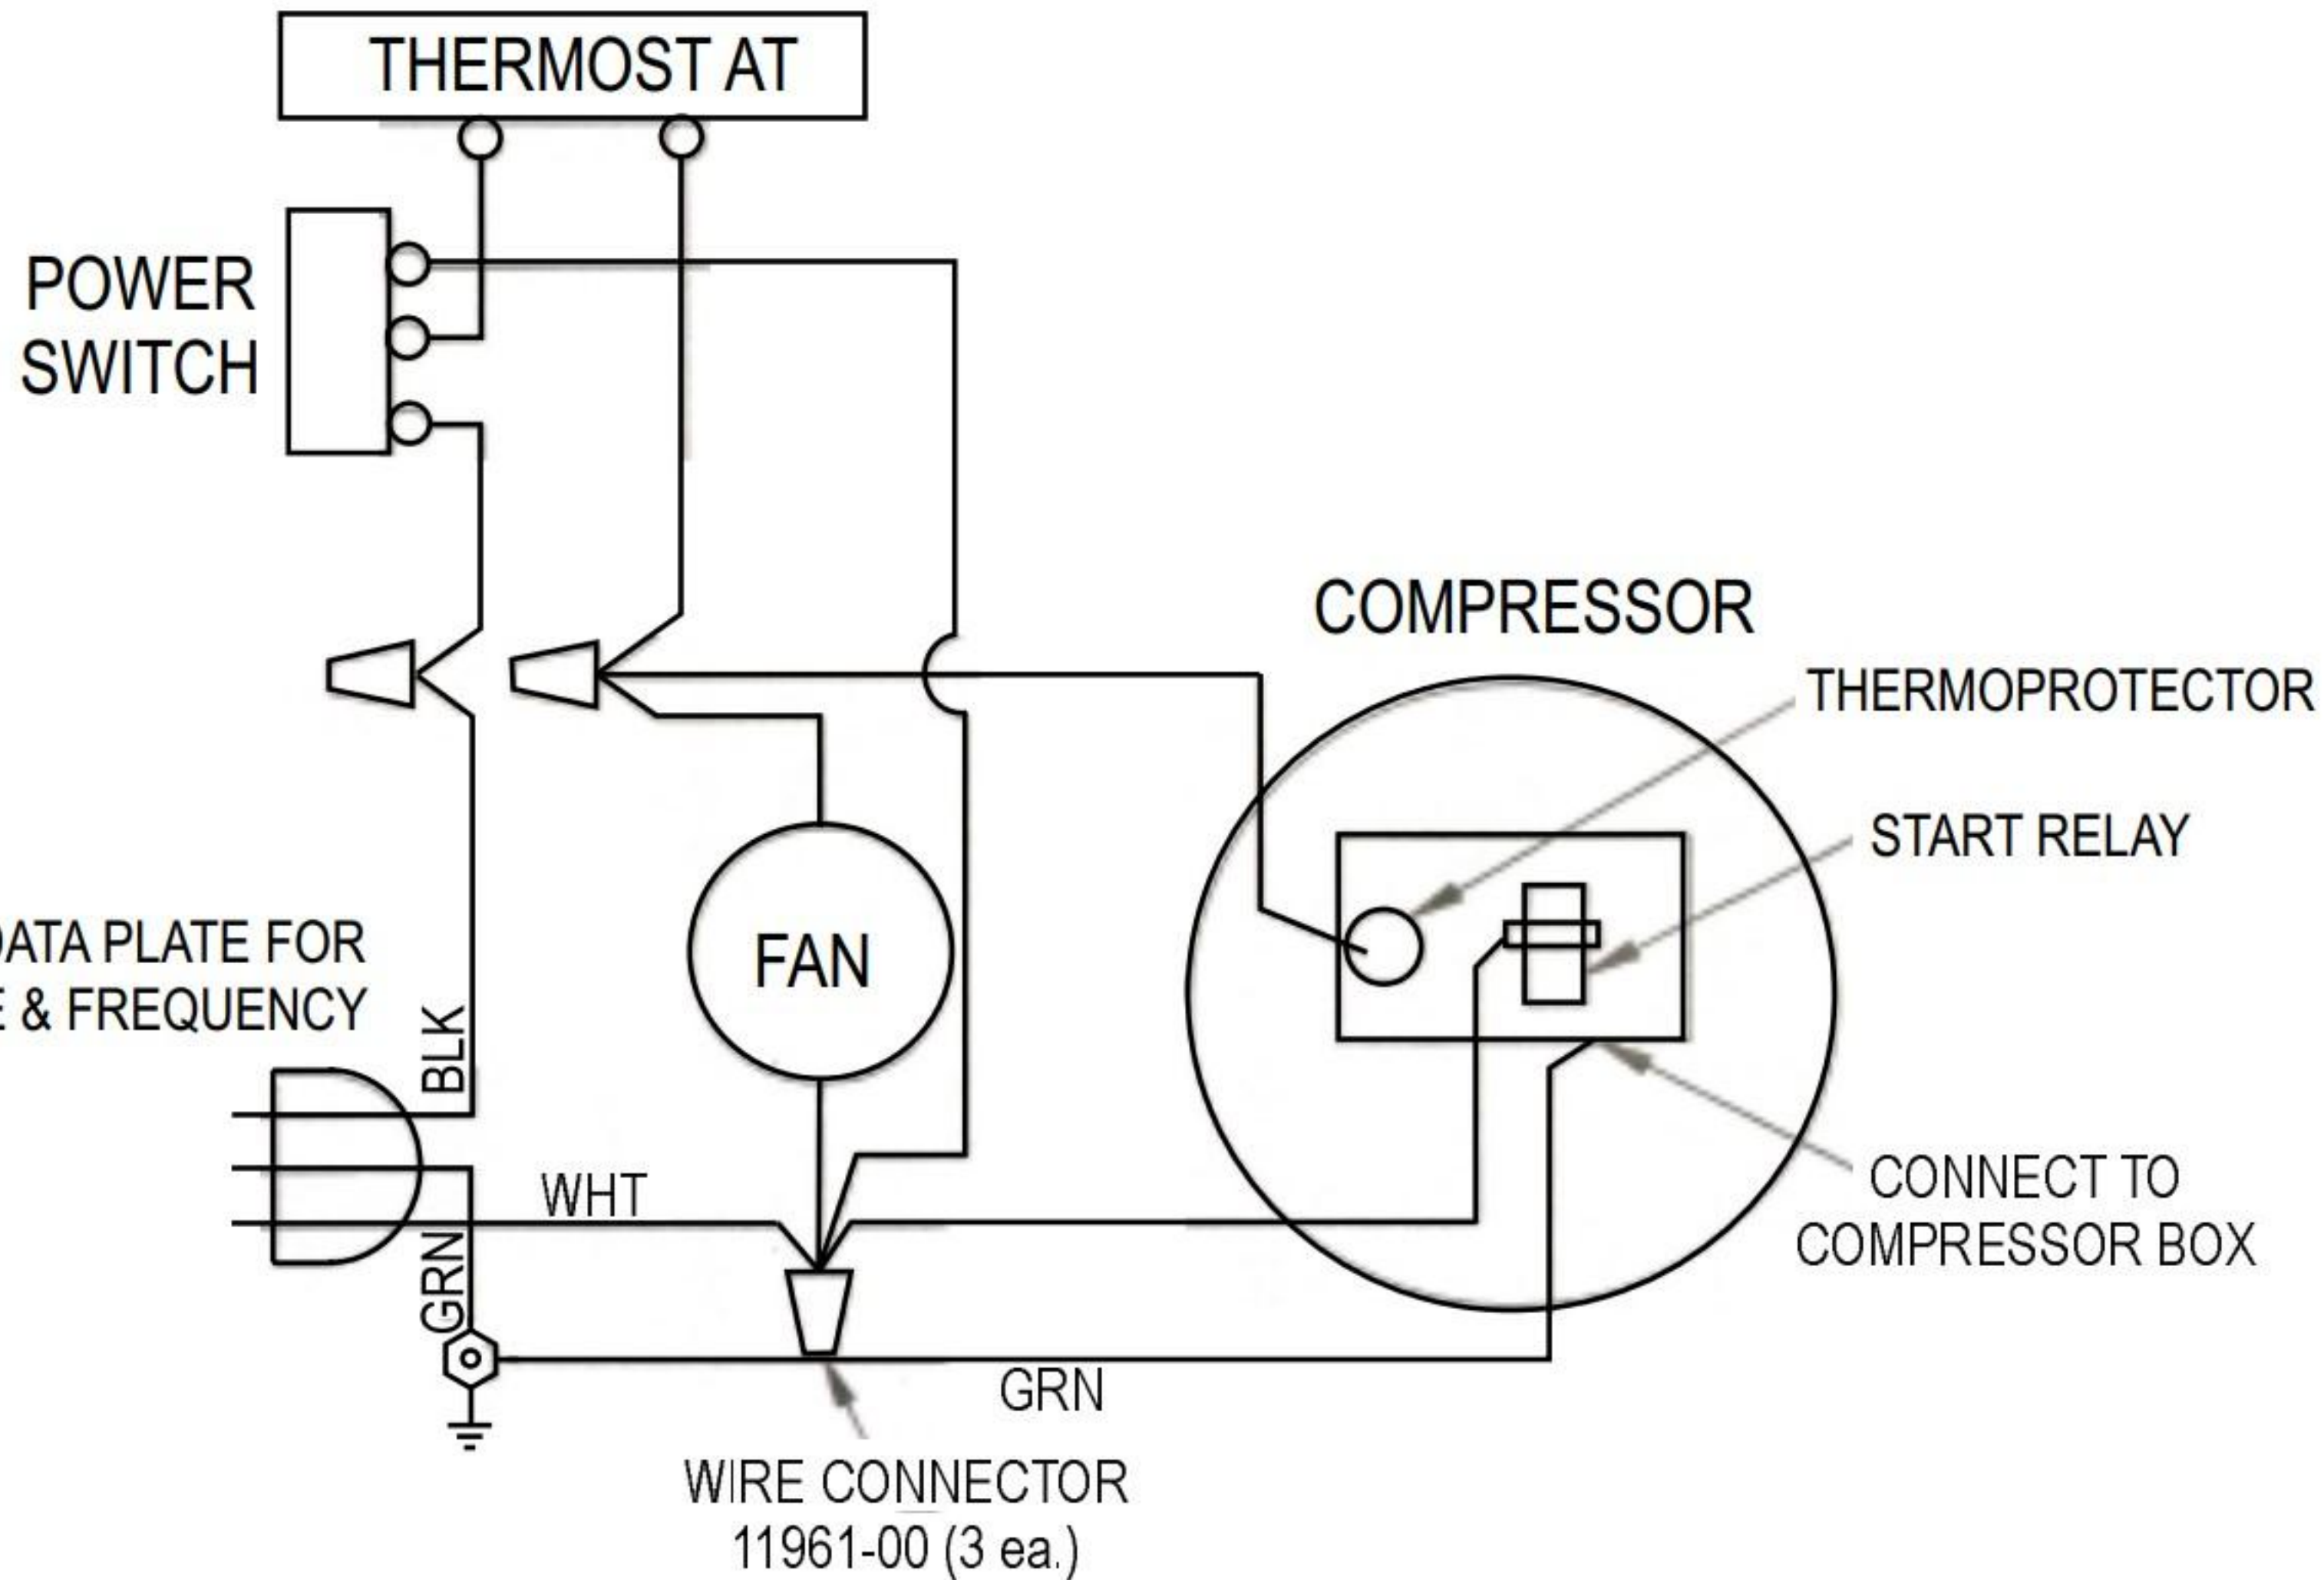 THERMOST AT
POWER
SWITCH
COMPRESSOR
THERMOPROTECTOR
START RELAY
FAN
DATA PLATE FOR
E & FREQUENCY
BLK
WHT
GRN
CONNECT TO
COMPRESSOR BOX
GRN
WIRE CONNECTOR
11961-00 (3 ea.)